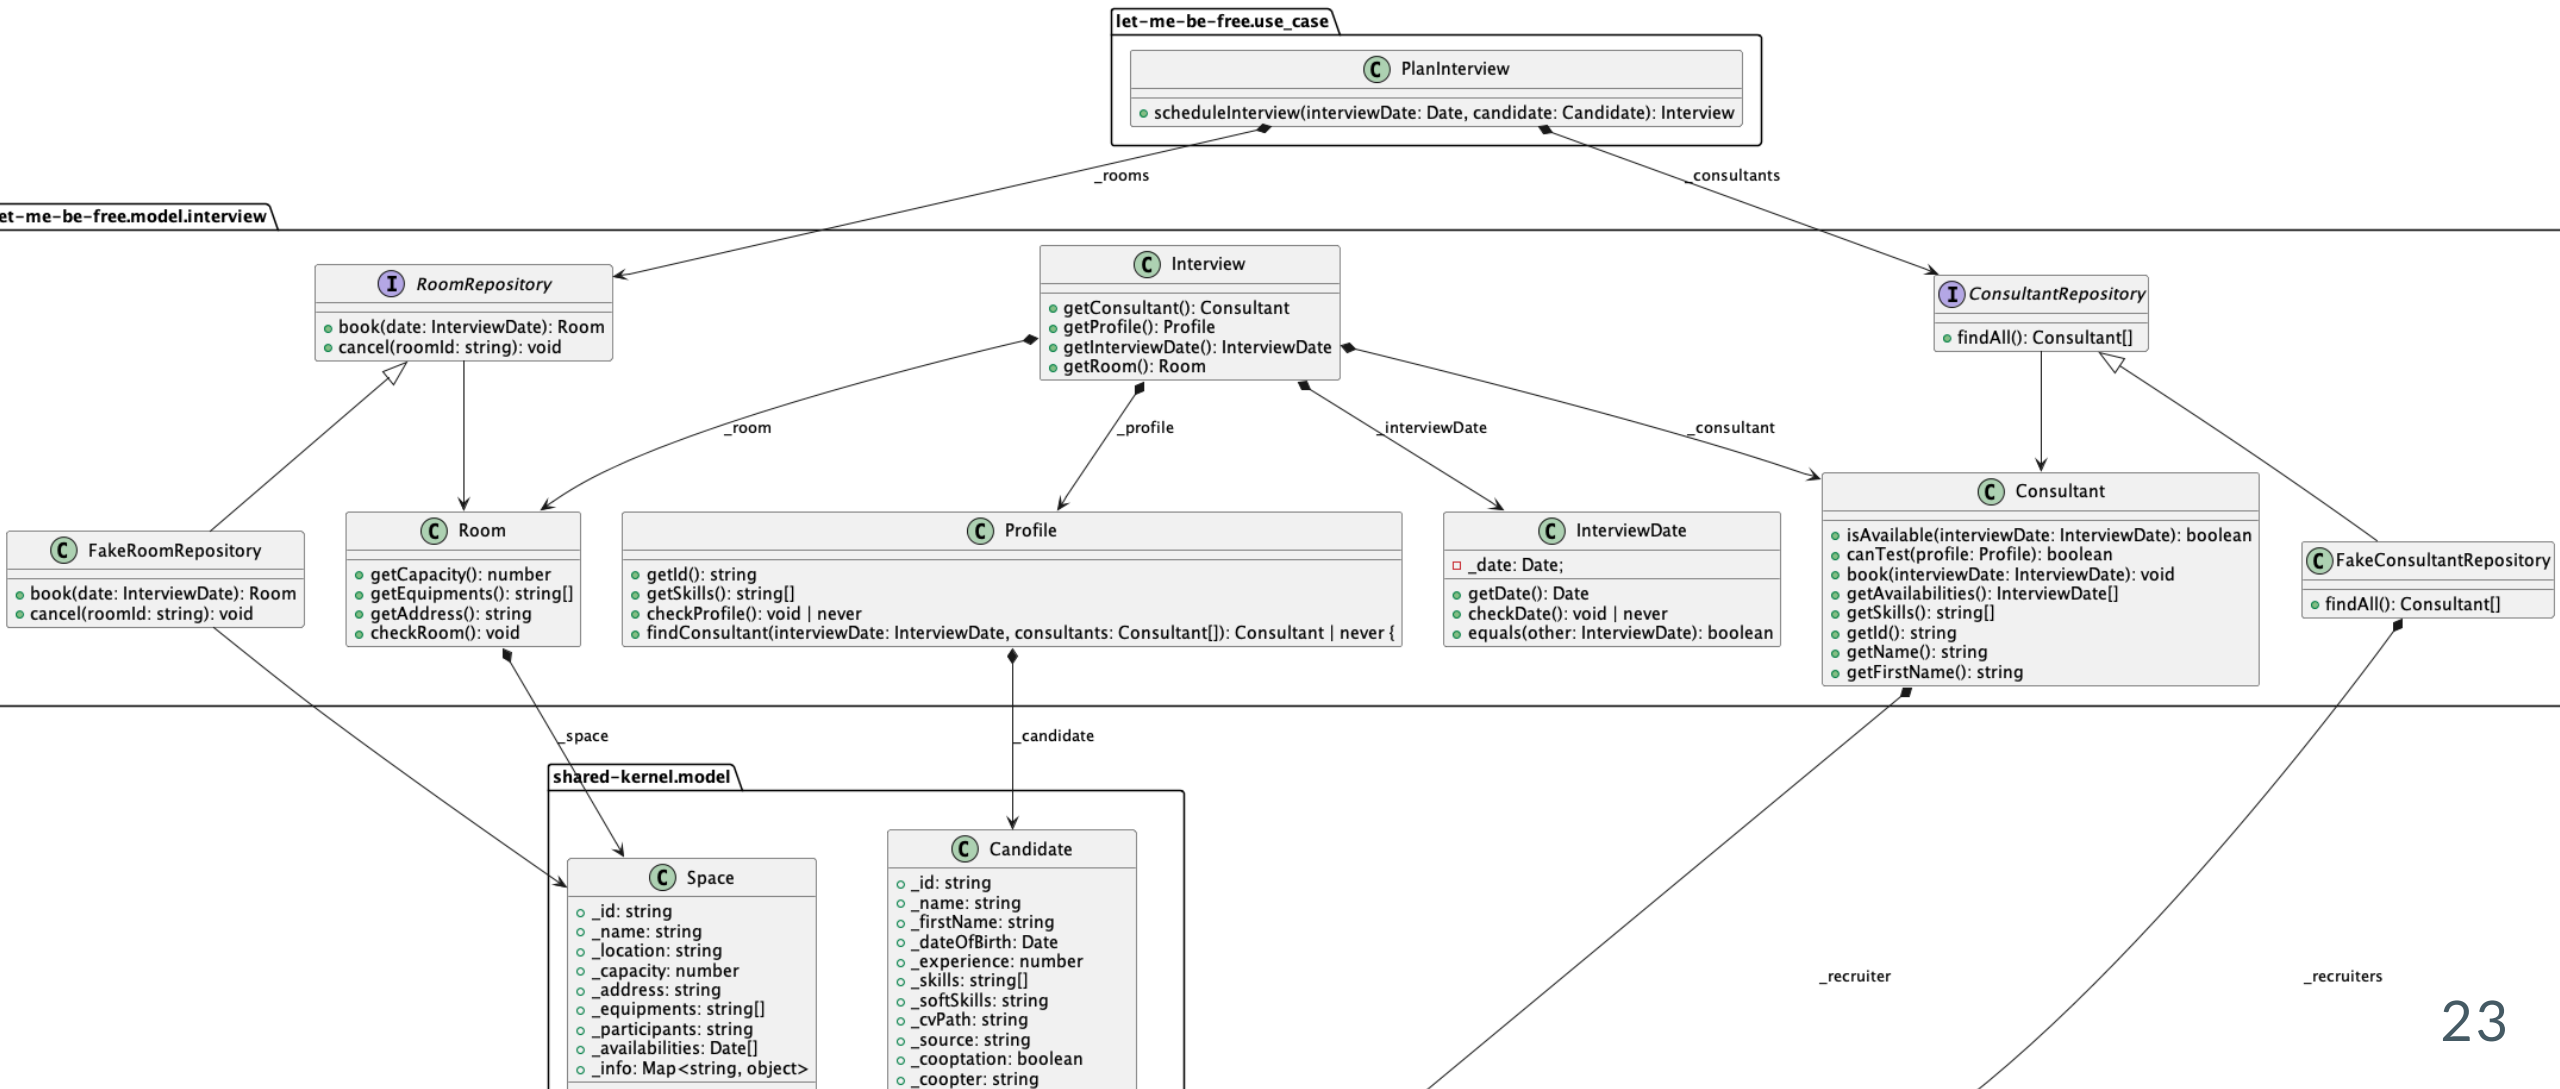 let-me-be-free.use_case
C PlanInterview
scheduleInterview(interviewDate: Date, candidate: Candidate): Interview
_rooms
_consultants
et-me-be-free.model.interview
I RoomRepository
book(date: InterviewDate): Room
cancel(roomId: string): void
C Interview
getConsultant(): Consultant
getProfile(): Profile
getInterviewDate(): InterviewDate
getRoom(): Room
I ConsultantRepository
findAll(): Consultant[]
_room
_profile
_interviewDate
_consultant
C FakeRoomRepository
book(date: InterviewDate): Room
cancel(roomId: string): void
C Room
getCapacity(): number
getEquipments(): string[]
getAddress(): string
checkRoom(): void
C Profile
getId(): string
getSkills(): string[]
checkProfile(): void | never
findConsultant(interviewDate: InterviewDate, consultants: Consultant[]): Consultant | never {
C InterviewDate
_date: Date;
getDate(): Date
checkDate(): void | never
equals(other: InterviewDate): boolean
C Consultant
isAvailable(interviewDate: InterviewDate): boolean
canTest(profile: Profile): boolean
book(interviewDate: InterviewDate): void
getAvailabilities(): InterviewDate[]
getSkills(): string[]
getId(): string
getName(): string
getFirstName(): string
C FakeConsultantRepository
findAll(): Consultant[]
_space
_candidate
shared-kernel.model
C Space
_id: string
_name: string
_location: string
_capacity: number
_address: string
_equipments: string[]
_participants: string
_availabilities: Date[]
_info: Map<string, object>
C Candidate
_id: string
_name: string
_firstName: string
_dateOfBirth: Date
_experience: number
_skills: string[]
_softSkills: string
_cvPath: string
_source: string
_cooptation: boolean
_coopter: string
_recruiter
_recruiters
23